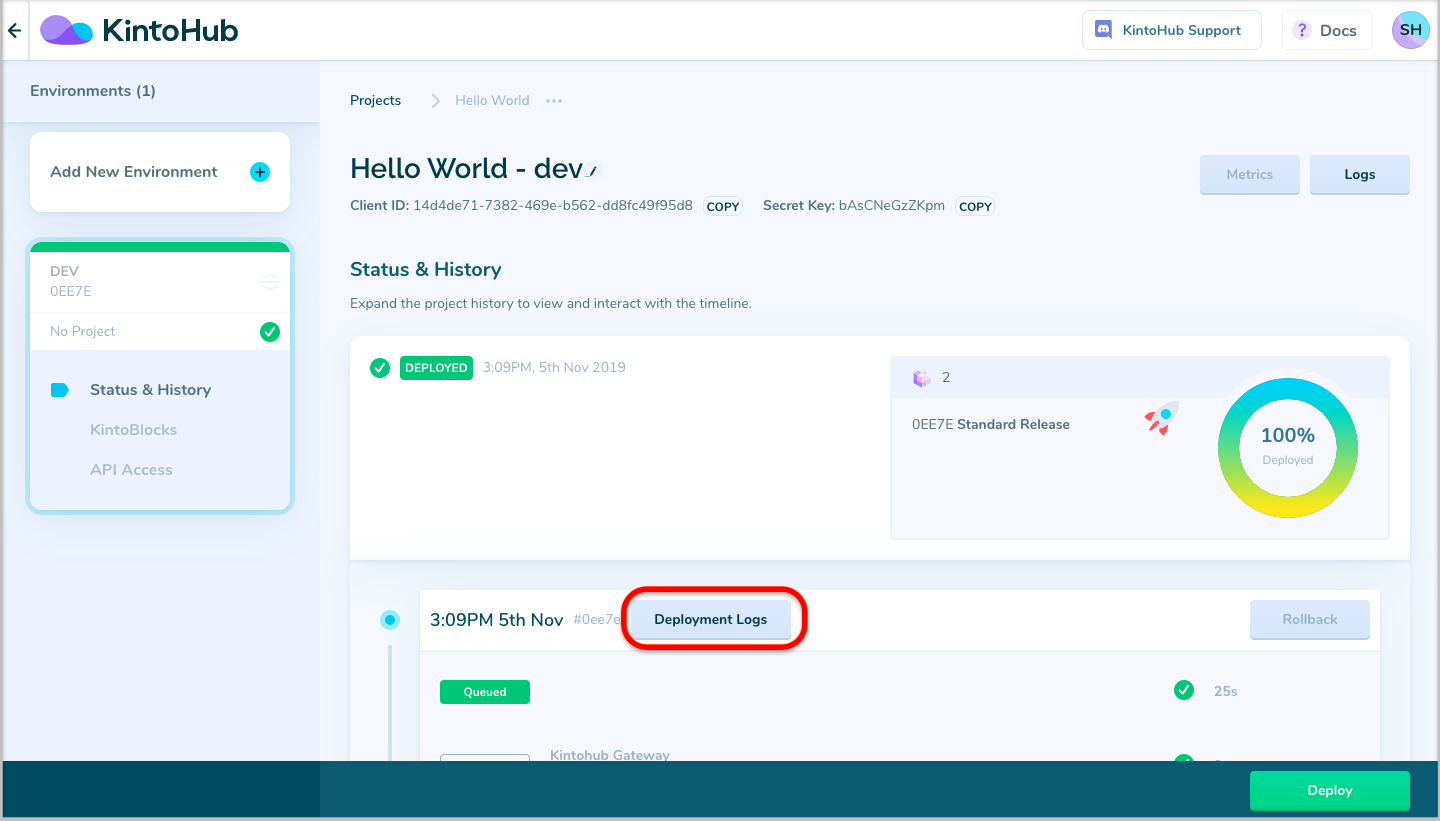 KintoHub
KintoHub Support
? Docs
SH
Environments (1)
Add New Environment
DEV
0EE7E
No Project
Status & History
KintoBlocks
API Access
Projects
Hello World
Hello World - dev
Metrics
Logs
Client ID: 14d4de71-7382-469e-b562-dd8fc49f95d8 COPY Secret Key: bAsCNeGzZKpm COPY
Status & History
Expand the project history to view and interact with the timeline.
DEPLOYED 3:09PM, 5th Nov 2019
2
0EE7E Standard Release
100%
Deployed
3:09PM 5th Nov #0ee7e
Deployment Logs
Rollback
Queued
25s
Kintohub Gateway
Deploy